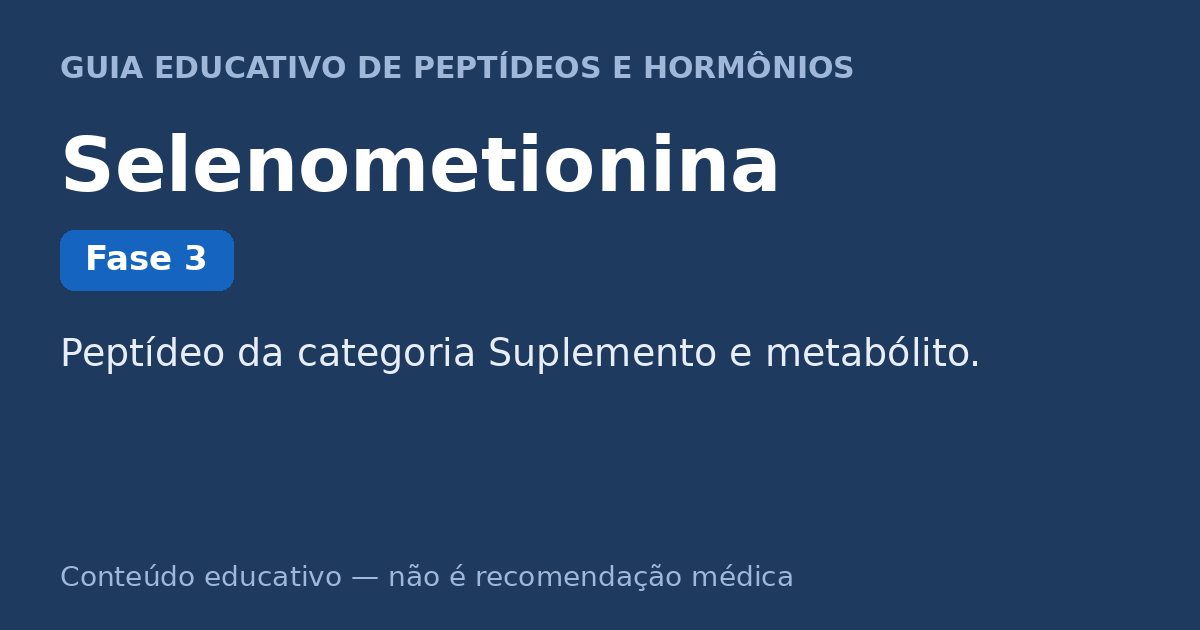 GUIA EDUCATIVO DE PEPTÍDEOS E HORMÔNIOS
Selenometionina
Fase 3
Peptídeo da categoria Suplemento e metabólito.
Conteúdo educativo — não é recomendação médica